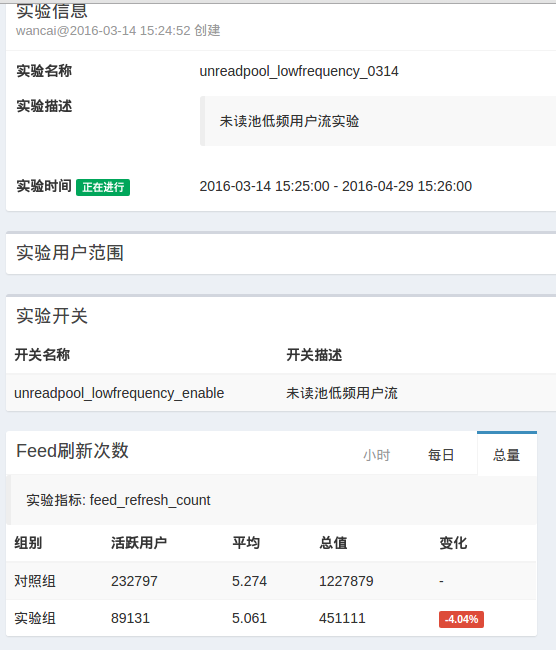 实验信息
wancai@2016-03-14 15:24:52 创建
实验名称 unreadpool_lowfrequency_0314
实验描述 未读池低频用户流实验
实验时间 正在进行 2016-03-14 15:25:00 - 2016-04-29 15:26:00
实验用户范围
实验开关
开关名称 开关描述
unreadpool_lowfrequency_enable 未读池低频用户流
Feed刷新次数 小时 每日 总量
实验指标: feed_refresh_count
组别 活跃用户 平均 总值 变化
对照组 232797 5.274 1227879 -
实验组 89131 5.061 451111 -4.04%